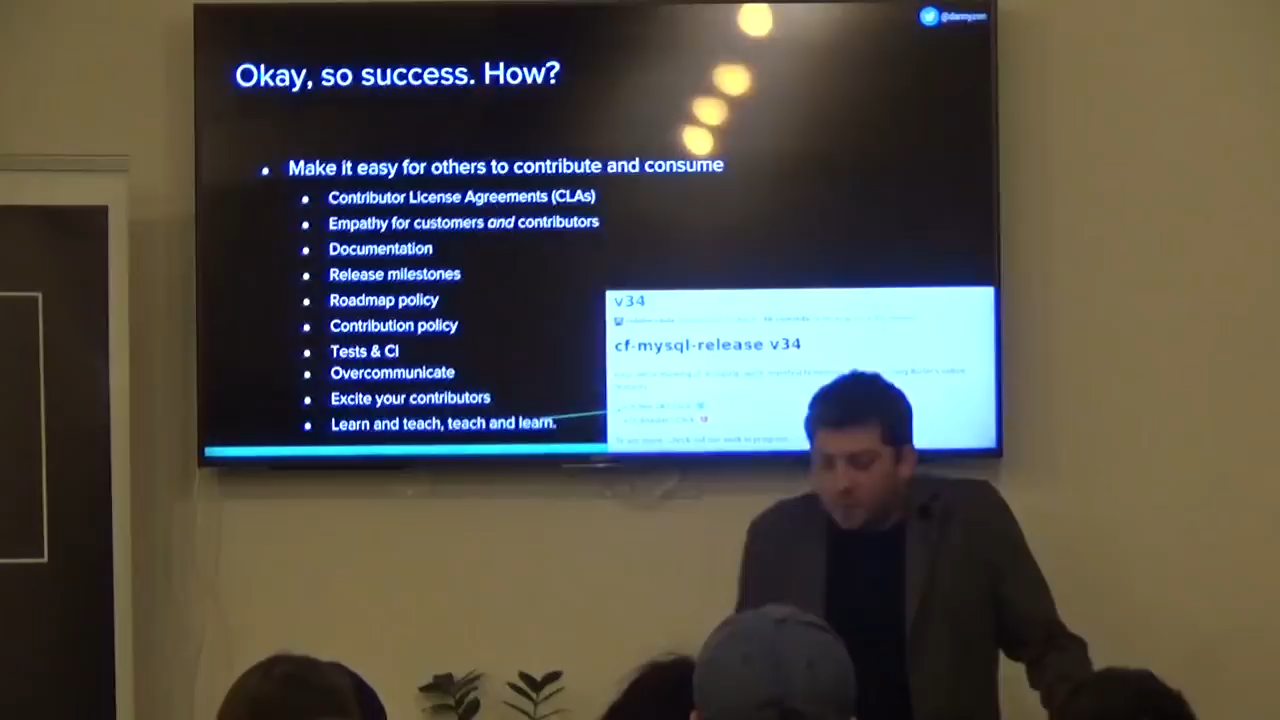 Okay, so success. How?
Make it easy for others to contribute and consume
Contributor License Agreements (CLAs)
Empathy for customers and contributors
Documentation
Release milestones
Roadmap policy
Contribution policy
Tests & CI
Overcommunicate
Excite your contributors
Learn and teach, teach and learn.
v34
cf-mysql-release v34